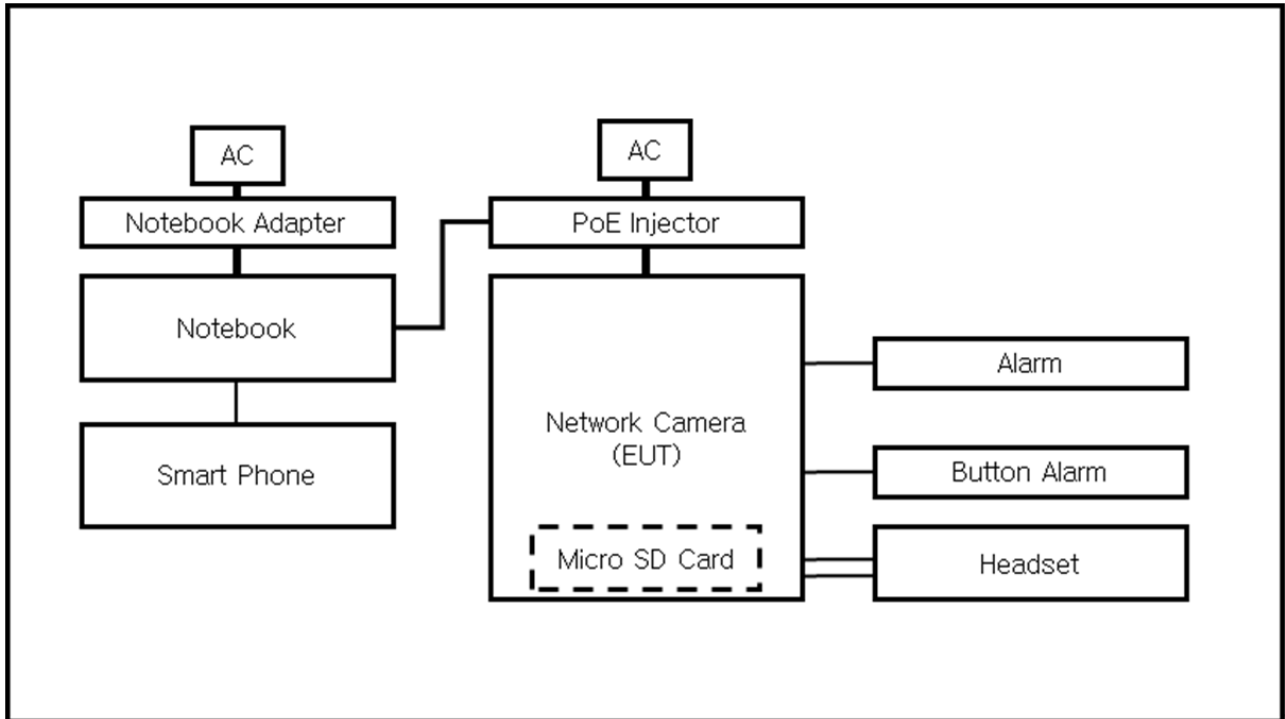 AC
AC
Notebook Adapter
PoE Injector
Notebook
Alarm
Network Camera
(EUT)
Smart Phone
Button Alarm
Micro SD Card
Headset